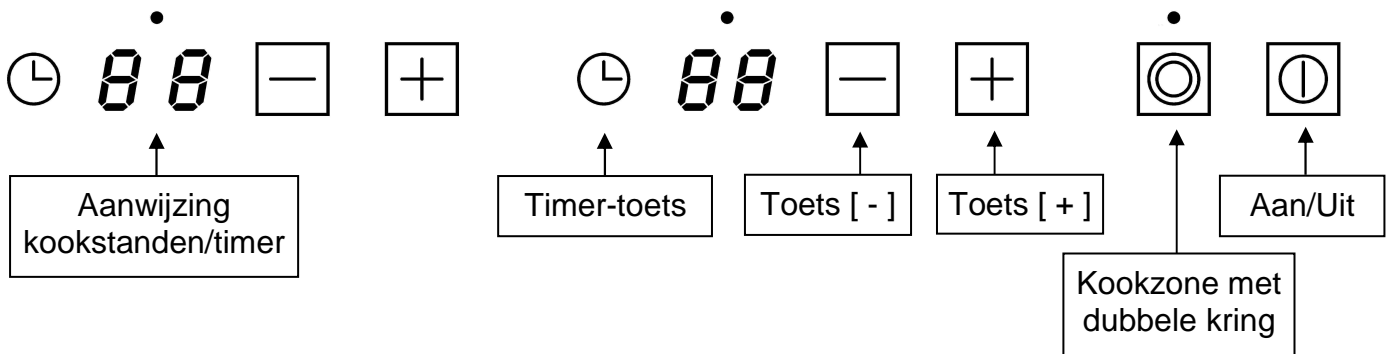 88 88
Aanwijzing
kookstanden/timer
Timer-toets
Toets [ - ]
Toets [ + ]
Aan/Uit
Kookzone met
dubbele kring